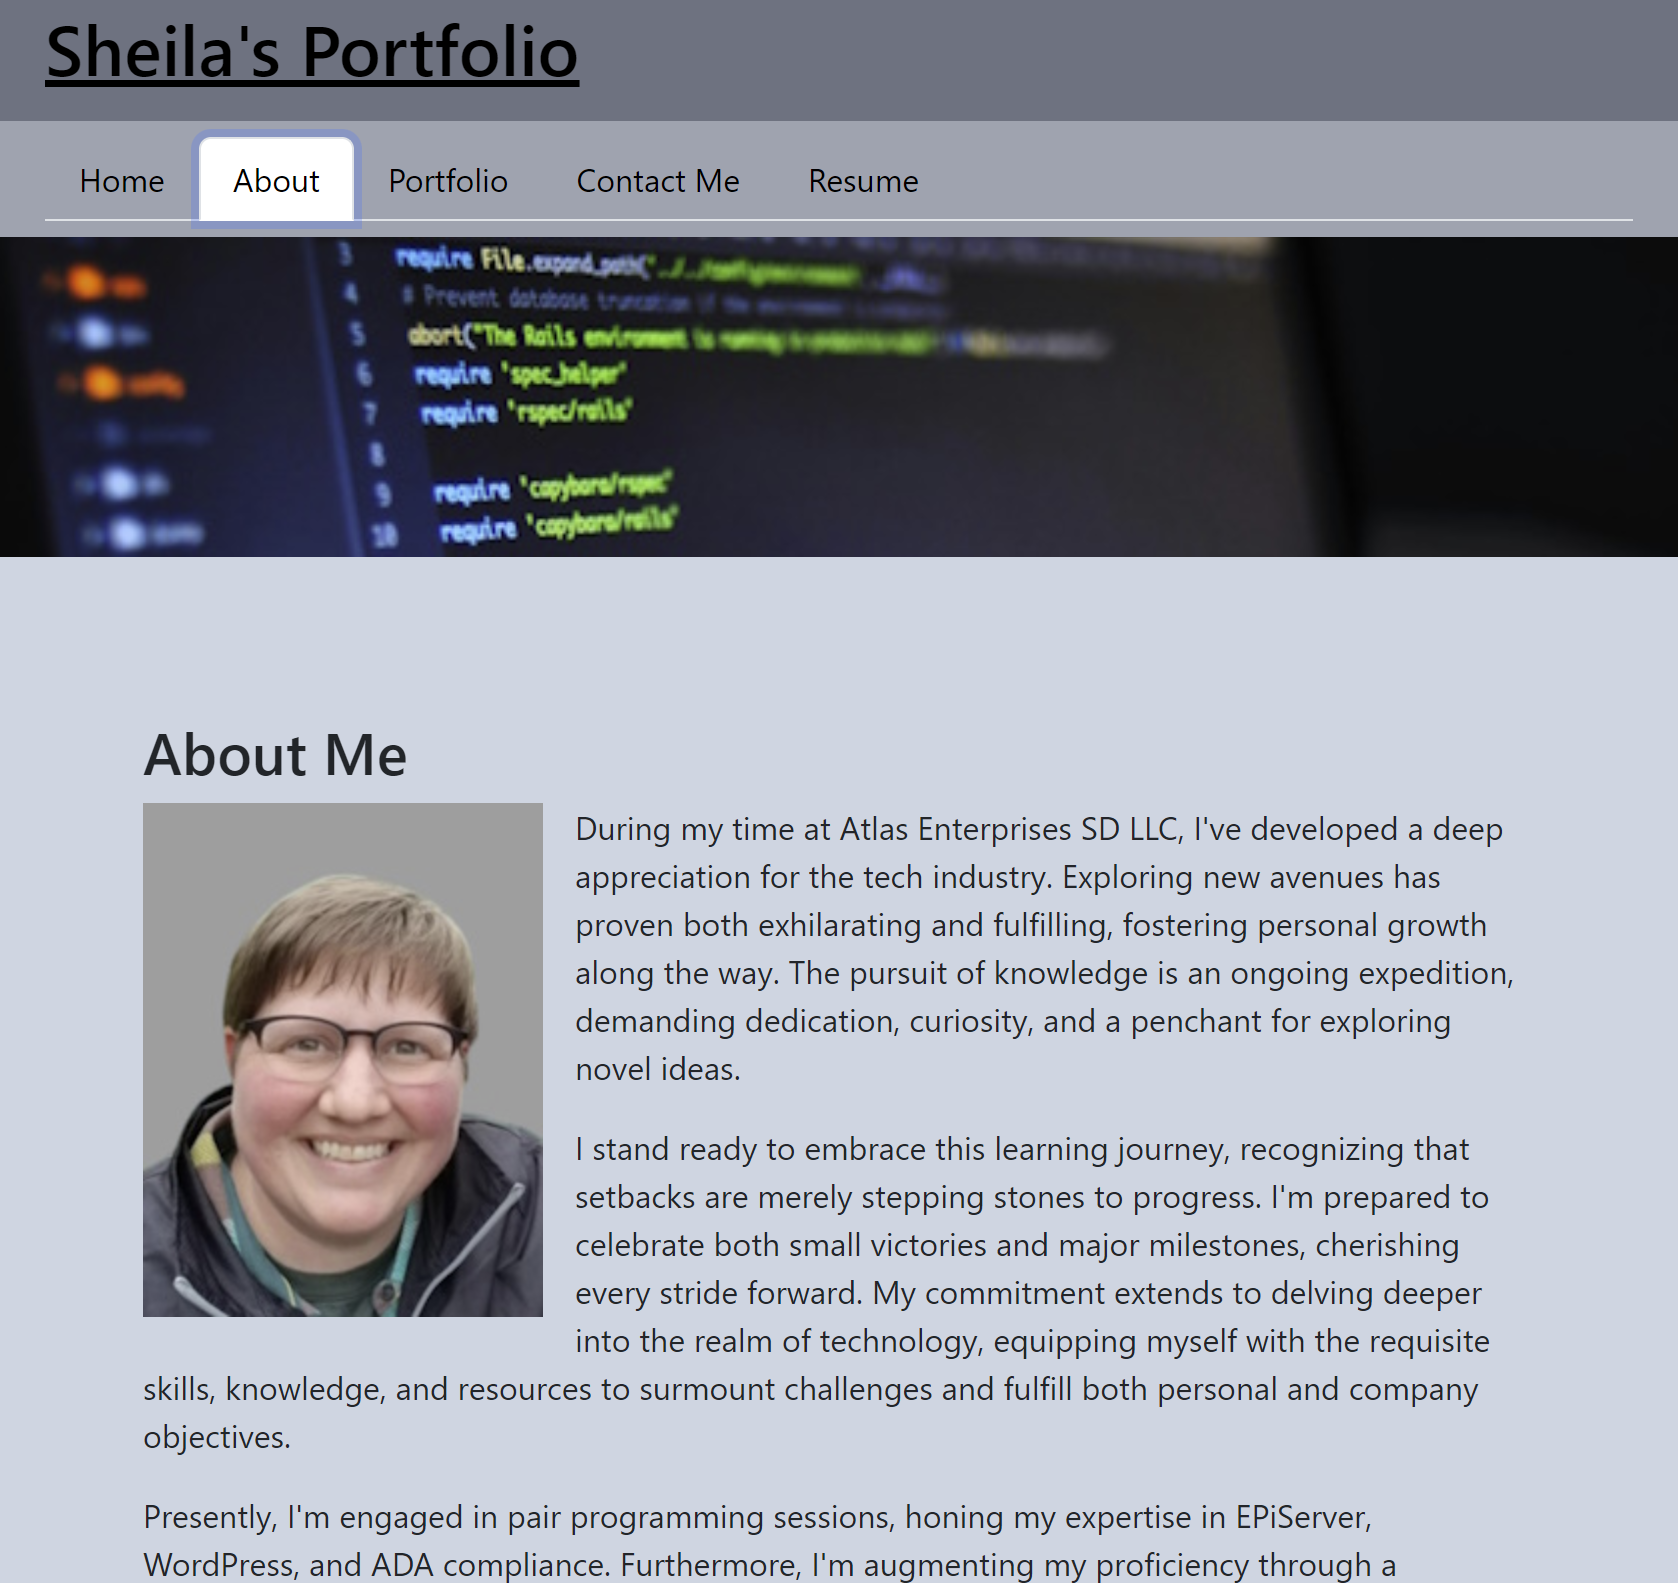 Sheila's Portfolio
Home About Portfolio Contact Me Resume
3 require File.expand_path("../../config/environment
4 # Prevent database truncation if the environment
5 abort("The Rails environment is running
6 require 'spec_helper'
7 require 'rspec/rails'
8
9 require 'capybara/rspec'
10 require 'capybara/rails'
About Me
During my time at Atlas Enterprises SD LLC, I've developed a deep
appreciation for the tech industry. Exploring new avenues has
proven both exhilarating and fulfilling, fostering personal growth
along the way. The pursuit of knowledge is an ongoing expedition,
demanding dedication, curiosity, and a penchant for exploring
novel ideas.
I stand ready to embrace this learning journey, recognizing that
setbacks are merely stepping stones to progress. I'm prepared to
celebrate both small victories and major milestones, cherishing
every stride forward. My commitment extends to delving deeper
into the realm of technology, equipping myself with the requisite
skills, knowledge, and resources to surmount challenges and fulfill both personal and company
objectives.
Presently, I'm engaged in pair programming sessions, honing my expertise in EPiServer,
WordPress, and ADA compliance. Furthermore, I'm augmenting my proficiency through a